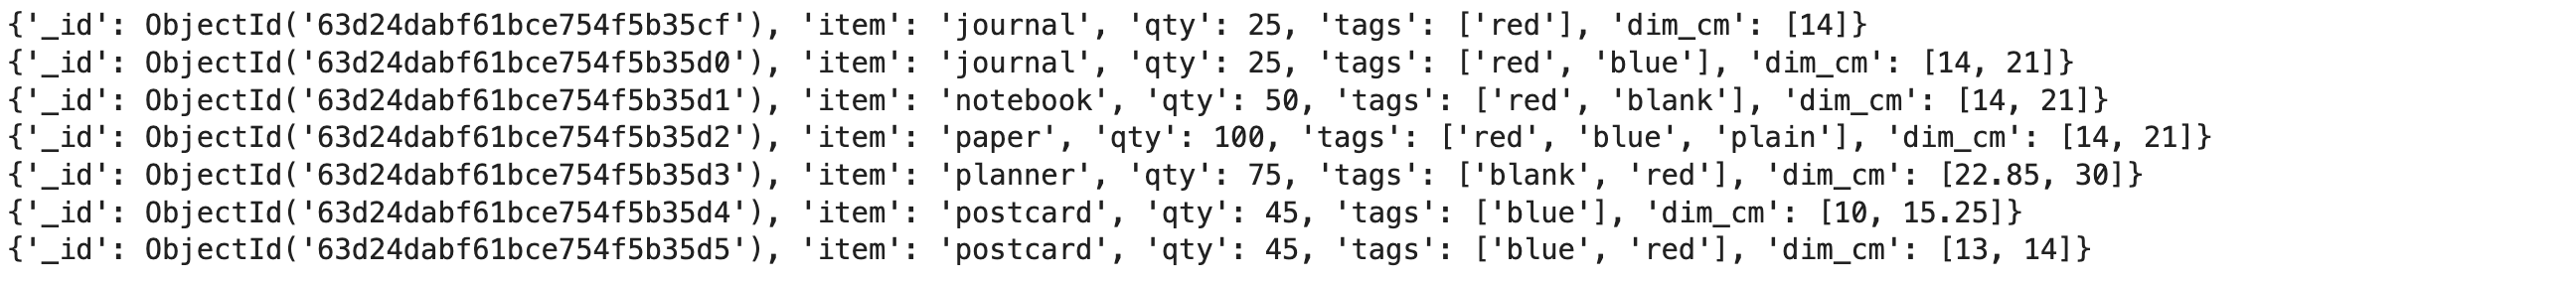 {'_id': ObjectId('63d24dabf61bce754f5b35cf'), 'item': 'journal', 'qty': 25, 'tags': ['red'], 'dim_cm': [14]}
{'_id': ObjectId('63d24dabf61bce754f5b35d0'), 'item': 'journal', 'qty': 25, 'tags': ['red', 'blue'], 'dim_cm': [14, 21]}
{'_id': ObjectId('63d24dabf61bce754f5b35d1'), 'item': 'notebook', 'qty': 50, 'tags': ['red', 'blank'], 'dim_cm': [14, 21]}
{'_id': ObjectId('63d24dabf61bce754f5b35d2'), 'item': 'paper', 'qty': 100, 'tags': ['red', 'blue', 'plain'], 'dim_cm': [14, 21]}
{'_id': ObjectId('63d24dabf61bce754f5b35d3'), 'item': 'planner', 'qty': 75, 'tags': ['blank', 'red'], 'dim_cm': [22.85, 30]}
{'_id': ObjectId('63d24dabf61bce754f5b35d4'), 'item': 'postcard', 'qty': 45, 'tags': ['blue'], 'dim_cm': [10, 15.25]}
{'_id': ObjectId('63d24dabf61bce754f5b35d5'), 'item': 'postcard', 'qty': 45, 'tags': ['blue', 'red'], 'dim_cm': [13, 14]}